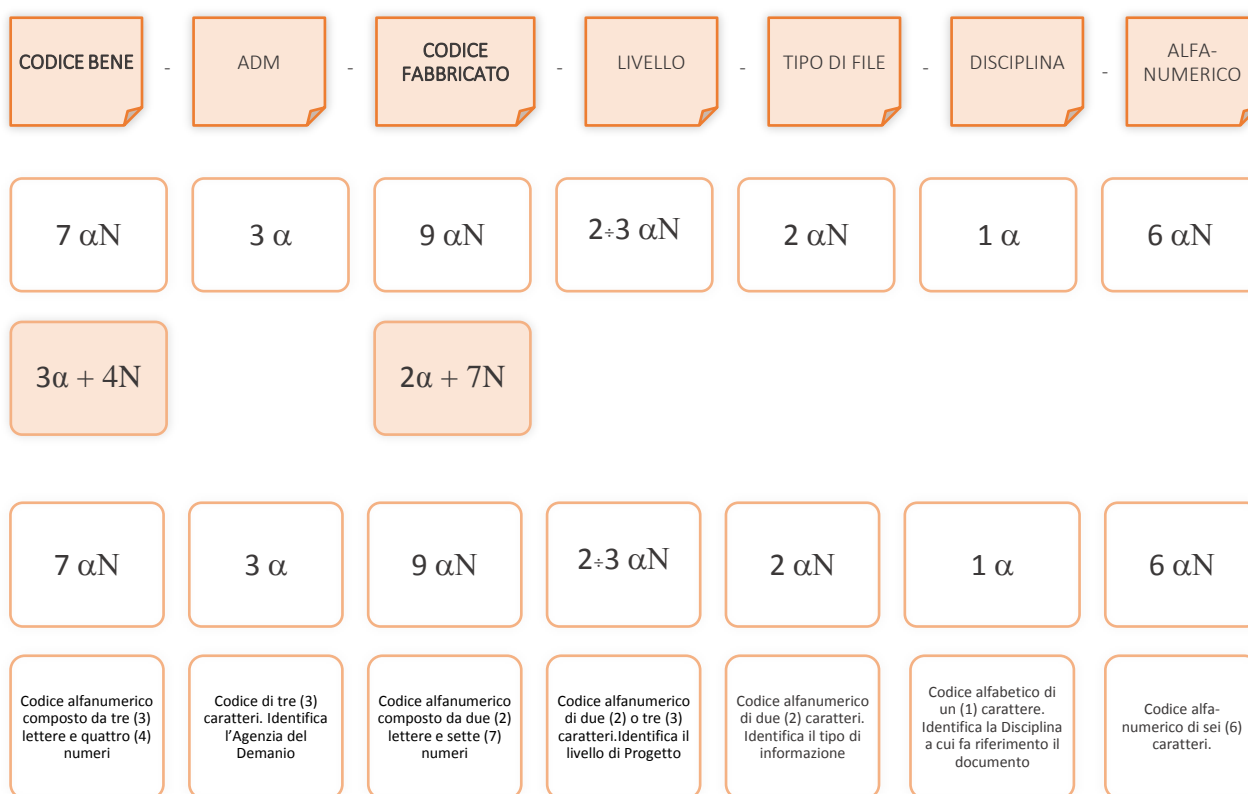 CODICE BENE - ADM - CODICE FABBRICATO - LIVELLO - TIPO DI FILE - DISCIPLINA - ALFA-NUMERICO
7 αN
3 α
9 αN
2÷3 αN
2 αN
1 α
6 αN
3α + 4N
2α + 7N
7 αN
3 α
9 αN
2÷3 αN
2 αN
1 α
6 αN
Codice alfanumerico
composto da tre (3)
lettere e quattro (4)
numeri
Codice di tre (3)
caratteri. Identifica
l’Agenzia del
Demanio
Codice alfanumerico
composto da due (2)
lettere e sette (7)
numeri
Codice alfanumerico
di due (2) o tre (3)
caratteri.Identifica il
livello di Progetto
Codice alfanumerico
di due (2) caratteri.
Identifica il tipo di
informazione
Codice alfabetico di
un (1) carattere.
Identifica la Disciplina
a cui fa riferimento il
documento
Codice alfa-
numerico di sei (6)
caratteri.